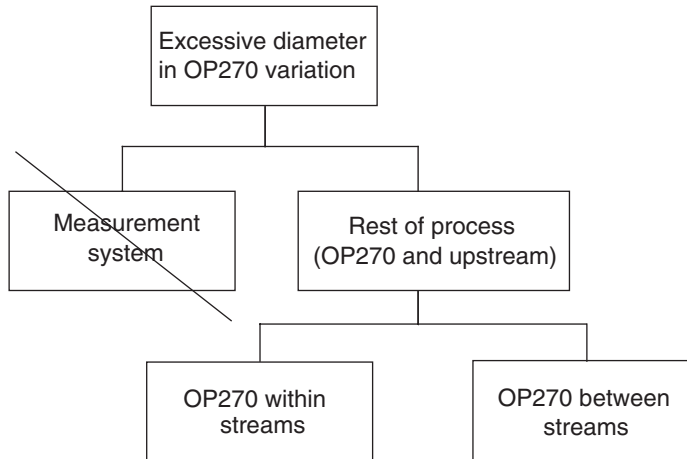 Excessive diameter
in OP270 variation
Measurement
system
Rest of process
(OP270 and upstream)
OP270 within
streams
OP270 between
streams